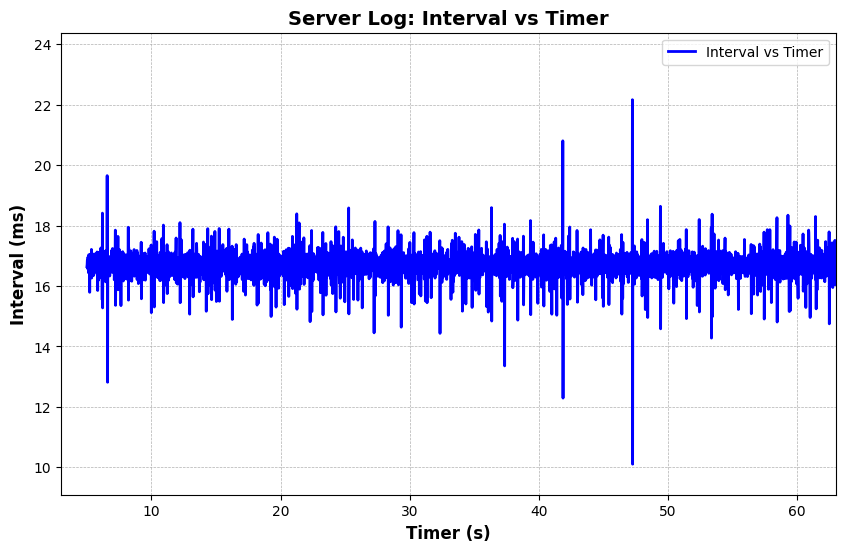 Server Log: Interval vs Timer
Interval vs Timer
24
22
20
18
16
14
12
10
Interval (ms)
10 20 30 40 50 60
Timer (s)